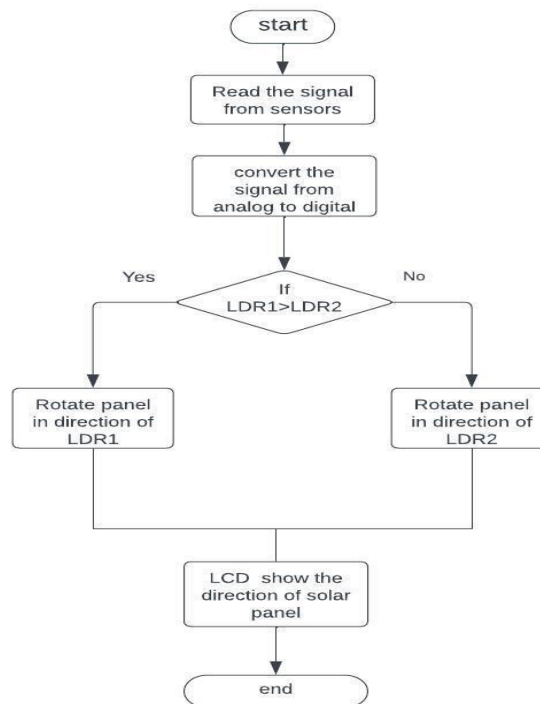 start
Read the signal
from sensors
convert the
signal from
analog to digital
Yes
No
If
LDR1>LDR2
Rotate panel
in direction of
LDR1
Rotate panel
in direction of
LDR2
LCD show the
direction of solar
panel
end